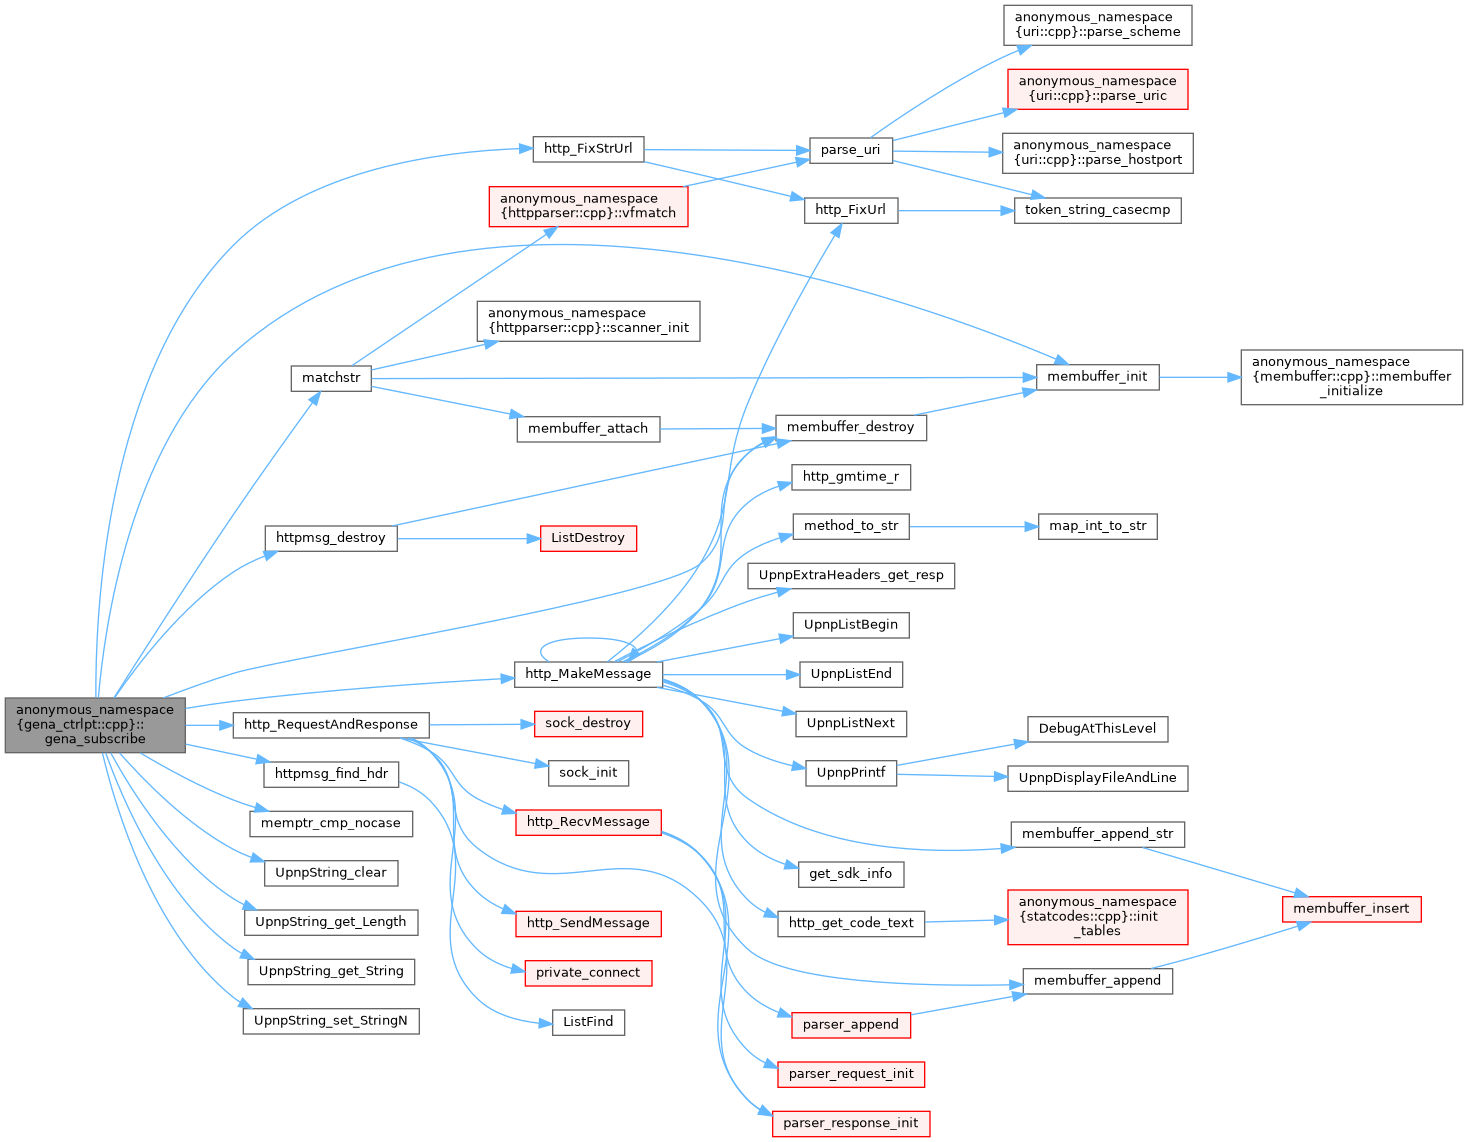 anonymous_namespace
{gena_ctrlpt::cpp}::
gena_subscribe
http_FixStrUrl
anonymous_namespace
{httpparser::cpp}::vfmatch
anonymous_namespace
{httpparser::cpp}::scanner_init
matchstr
membuffer_attach
httpmsg_destroy
ListDestroy
http_MakeMessage
http_RequestAndResponse
sock_destroy
httpmsg_find_hdr
sock_init
memptr_cmp_nocase
http_RecvMessage
UpnpString_clear
UpnpString_get_Length
http_SendMessage
UpnpString_get_String
private_connect
UpnpString_set_StringN
ListFind
parse_uri
http_FixUrl
membuffer_destroy
http_gmtime_r
method_to_str
UpnpExtraHeaders_get_resp
UpnpListBegin
UpnpListEnd
UpnpListNext
UpnpPrintf
get_sdk_info
http_get_code_text
parser_append
parser_request_init
parser_response_init
anonymous_namespace
{uri::cpp}::parse_scheme
anonymous_namespace
{uri::cpp}::parse_uric
anonymous_namespace
{uri::cpp}::parse_hostport
token_string_casecmp
membuffer_init
map_int_to_str
DebugAtThisLevel
UpnpDisplayFileAndLine
membuffer_append_str
anonymous_namespace
{statcodes::cpp}::init
_tables
membuffer_append
anonymous_namespace
{membuffer::cpp}::membuffer
_initialize
membuffer_insert